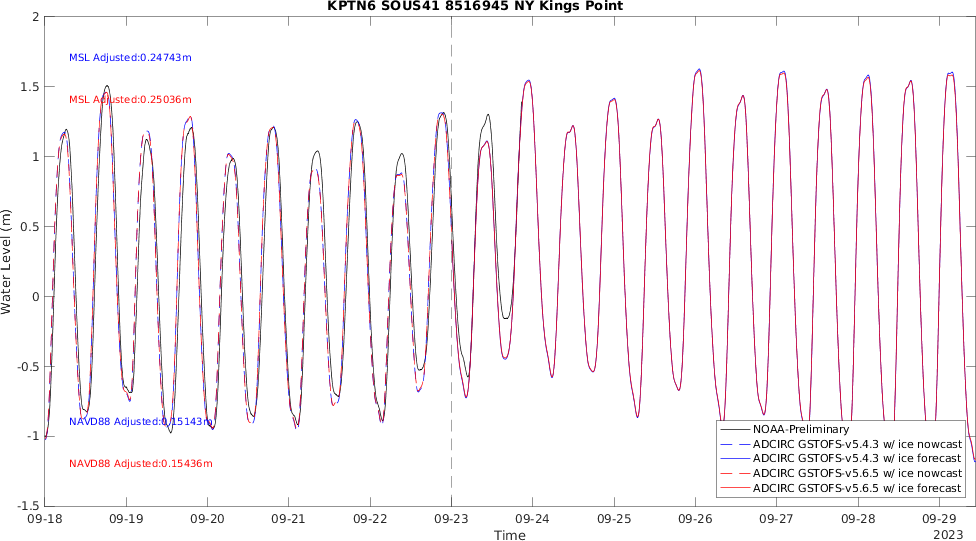 KPTN6 SOUS41 8516945 NY Kings Point
2
1.5
1
0.5
0
-0.5
-1
-1.5
Water Level (m)
MSL Adjusted:0.24743m
MSL Adjusted:0.25036m
NAVD88 Adjusted:0.15143m
NAVD88 Adjusted:0.15436m
NOAA-Preliminary
ADCIRC GSTOFS-v5.4.3 w/ ice nowcast
ADCIRC GSTOFS-v5.4.3 w/ ice forecast
ADCIRC GSTOFS-v5.6.5 w/ ice nowcast
ADCIRC GSTOFS-v5.6.5 w/ ice forecast
09-18 09-19 09-20 09-21 09-22 09-23 09-24 09-25 09-26 09-27 09-28 09-29
Time
2023